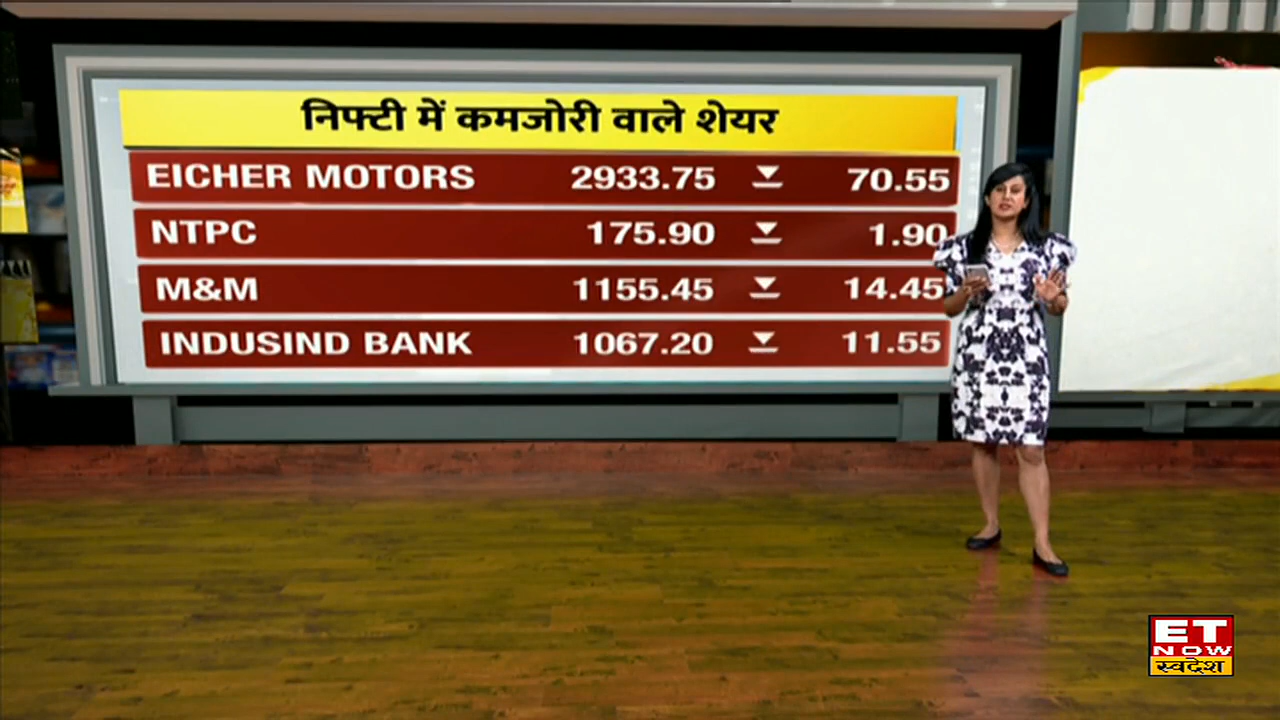 निफ्टी में कमजोरी वाले शेयर
EICHER MOTORS 2933.75 70.55
NTPC 175.90 1.90
M&M 1155.45 14.45
INDUSIND BANK 1067.20 11.55
ET
NOW
स्वदेश